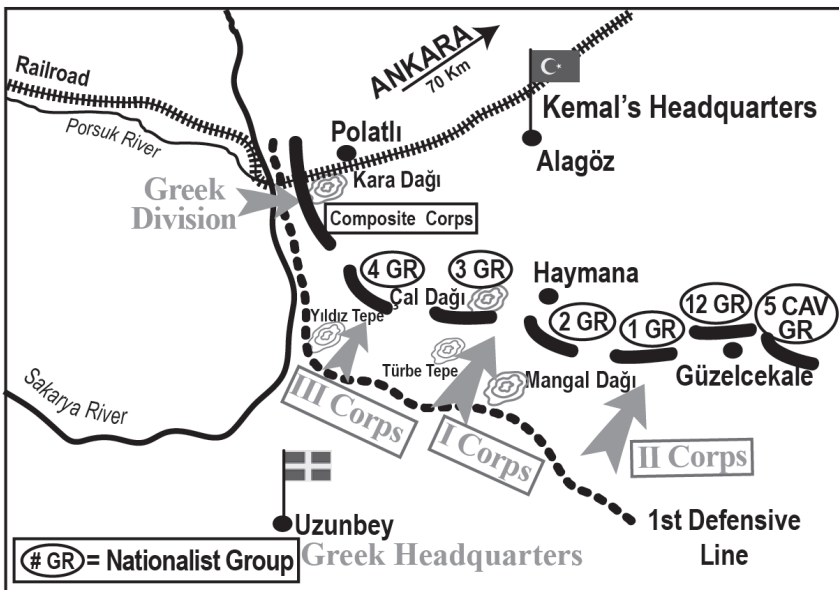 Railroad
Porsuk River
ANKARA
70 Km
Kemal's Headquarters
Polatlı
Alagöz
Kara Dağı
Greek
Division
Composite Corps
4 GR
3 GR
Haymana
Çal Dağı
12 GR
5 CAV
GR
2 GR
1 GR
Yıldız Tepe
Türbe Tepe
Mangal Dağı
Güzelcekale
Sakarya River
III Corps
I Corps
II Corps
Uzunbey
Greek Headquarters
1st Defensive
Line
# GR = Nationalist Group